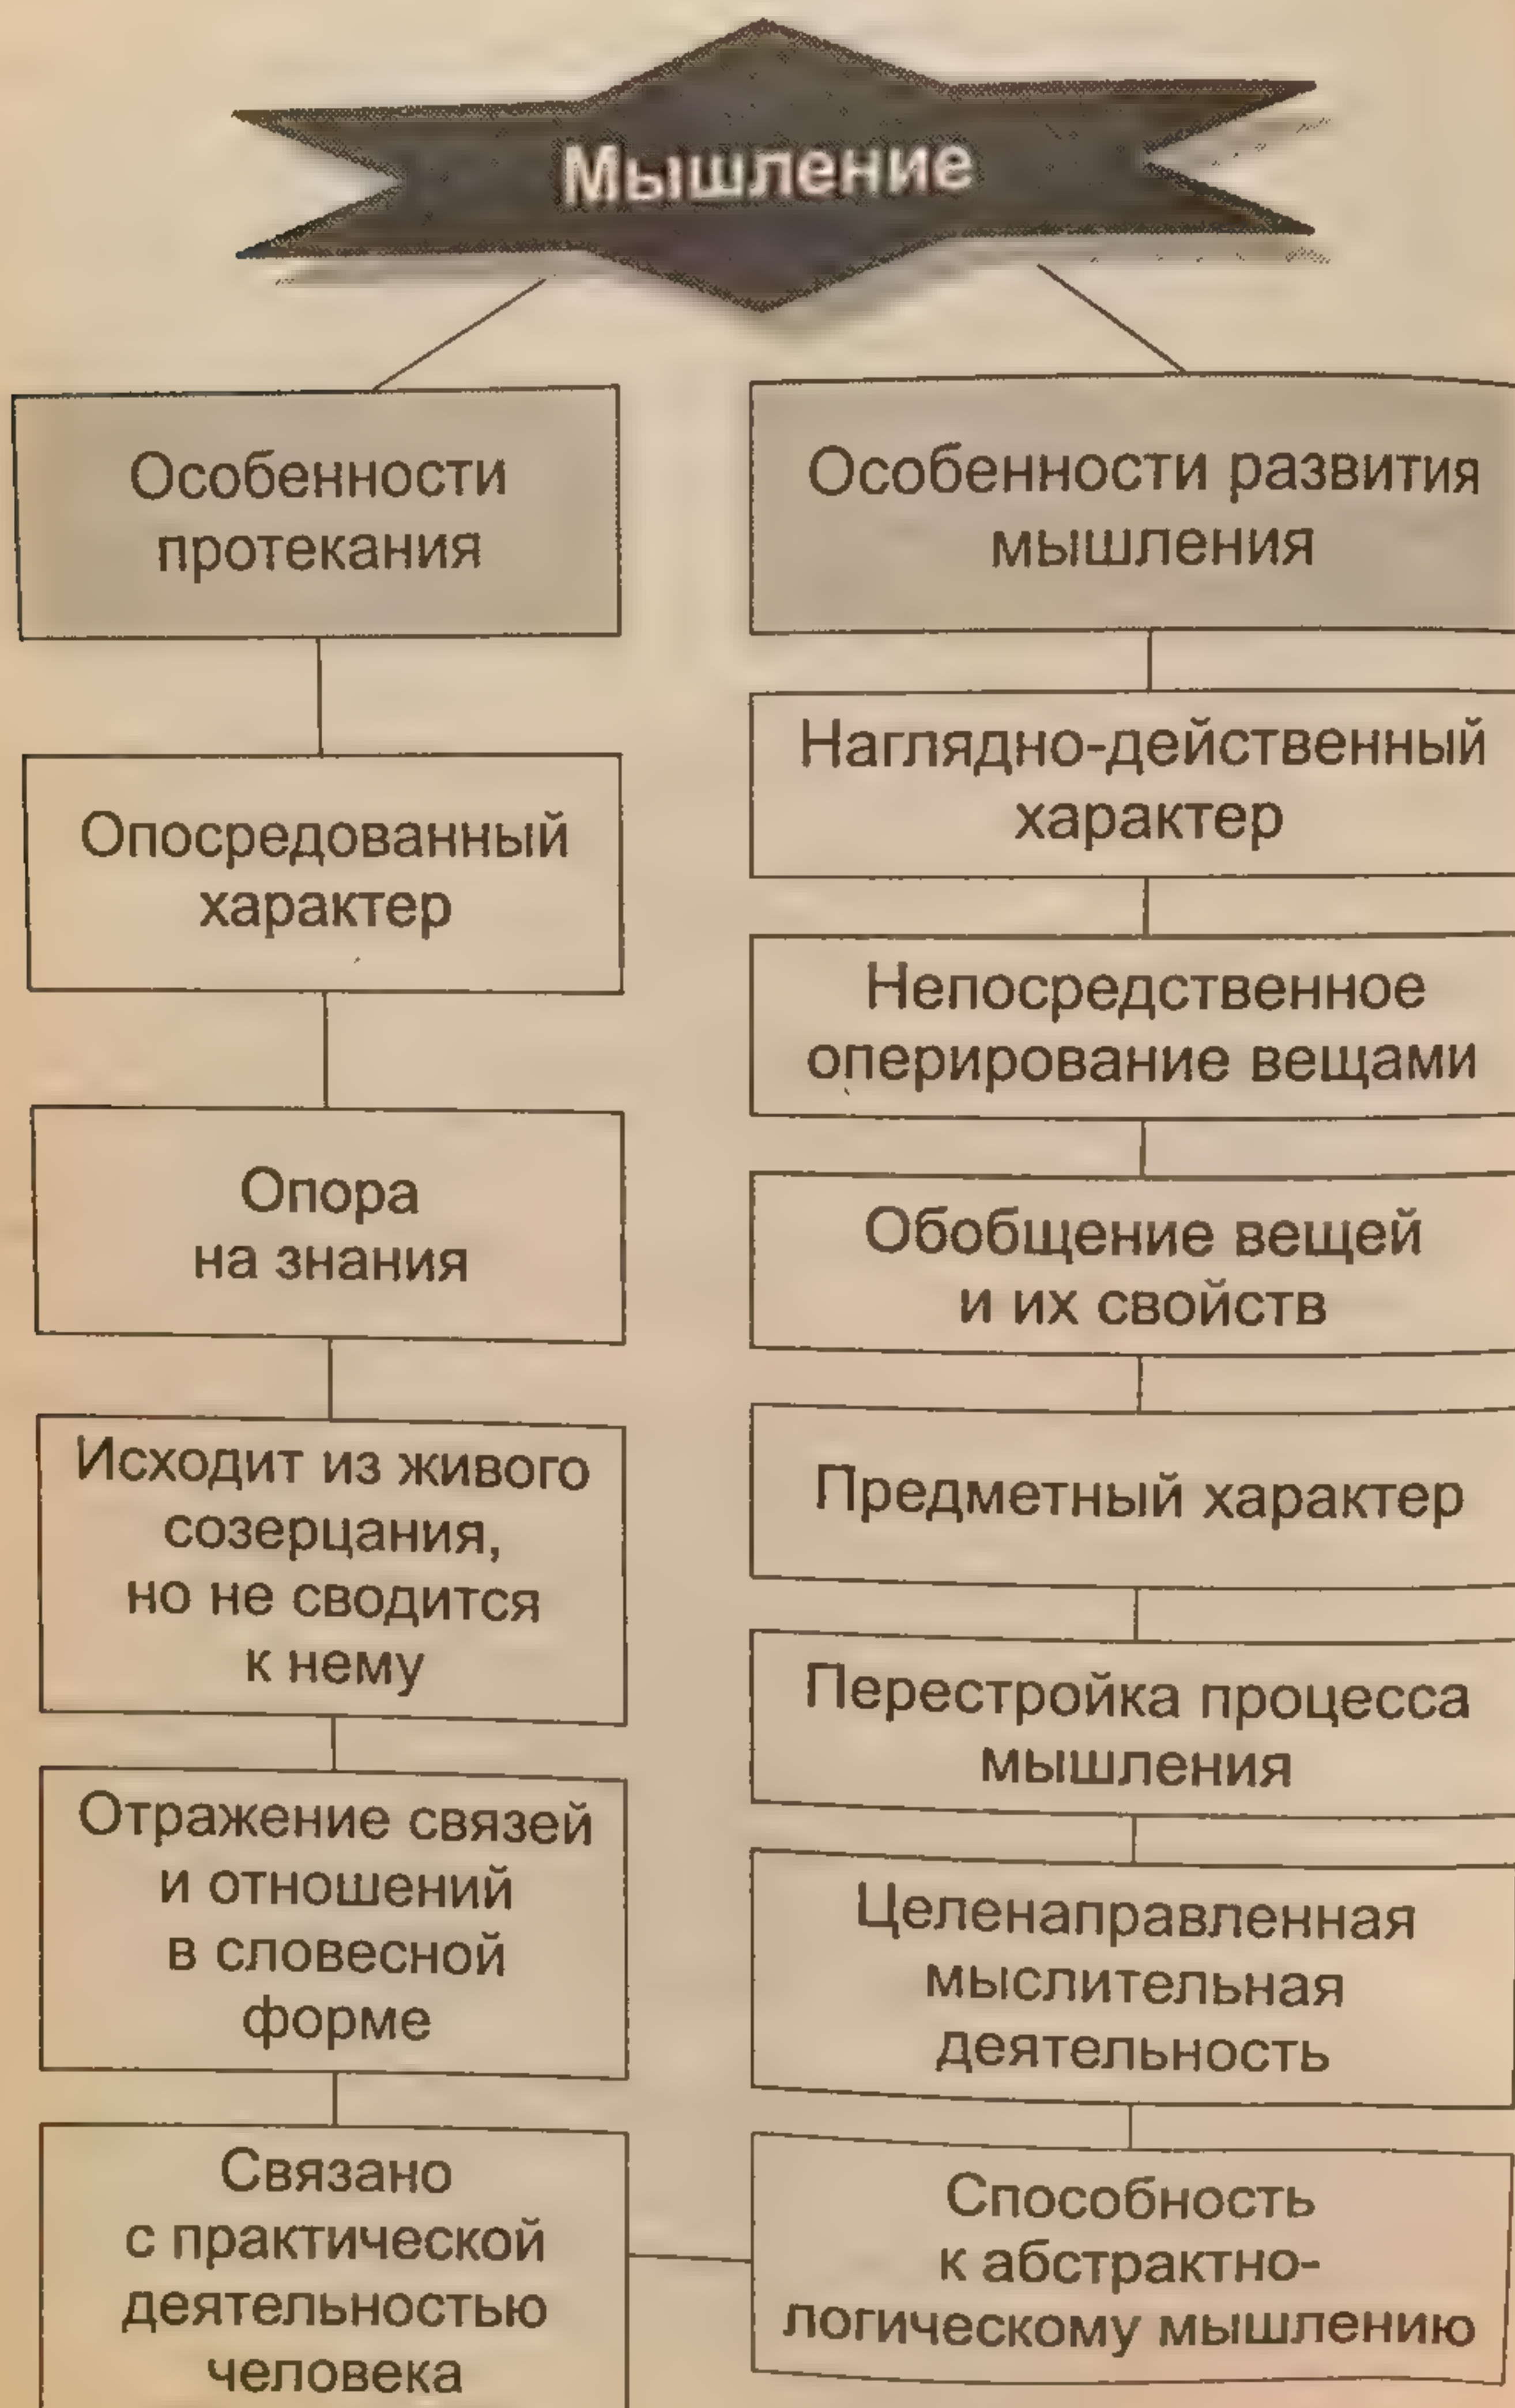 Мышление
Особенности
протекания
Опосредованный
характер
Опора
на знания
Исходит из живого
созерцания,
но не сводится
к нему
Отражение связей
и отношений
в словесной
форме
Связано
с практической
деятельностью
человека
Особенности развития
мышления
Наглядно-действенный
характер
Непосредственное
оперирование вещами
Обобщение вещей
и их свойств
Предметный характер
Перестройка процесса
мышления
Целенаправленная
мыслительная
деятельность
Способность
к абстрактно-
логическому мышлению